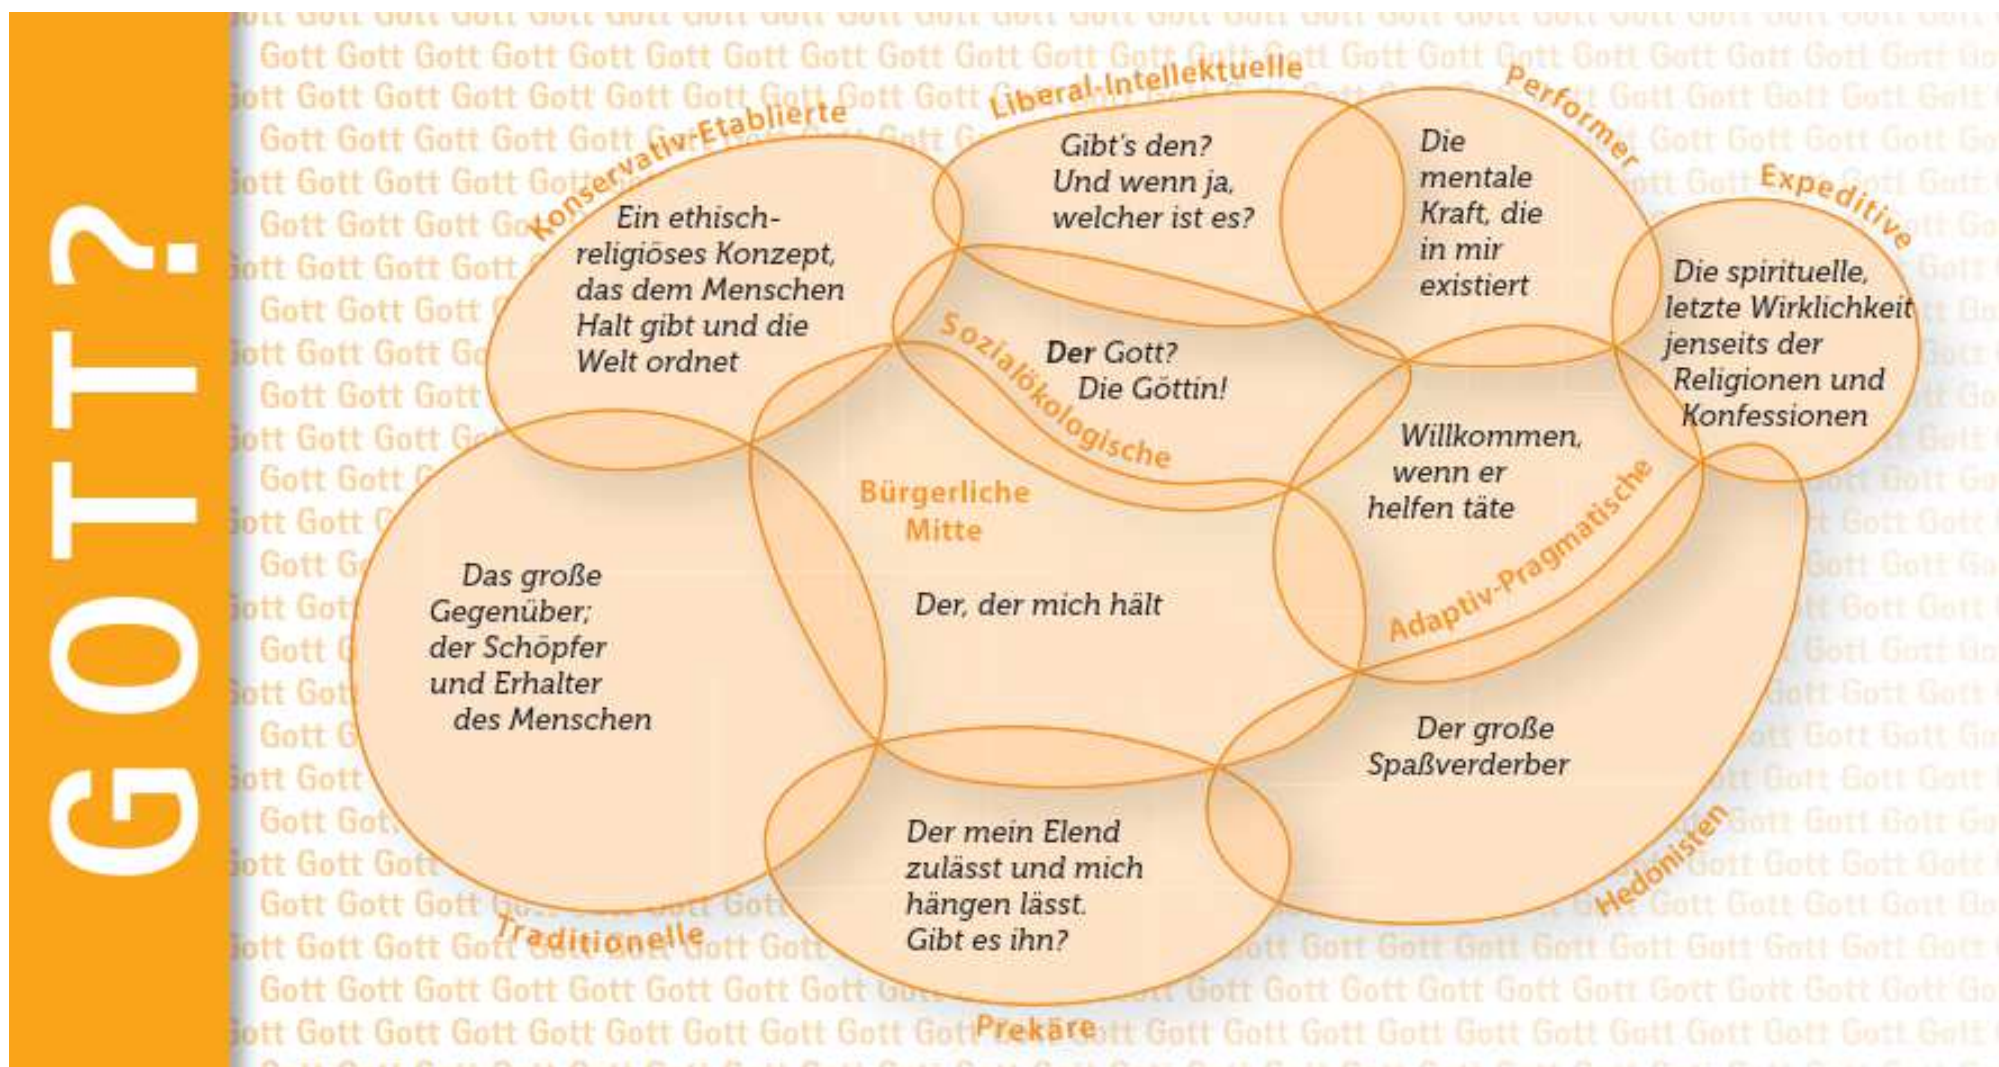 GOTT?
Konservativ-Etablierte
Ein ethisch-
religiöses Konzept,
das dem Menschen
Halt gibt und die
Welt ordnet
Liberal-Intellektuelle
Gibt's den?
Und wenn ja,
welcher ist es?
Performer
Die
mentale
Kraft, die
in mir
existiert
Expeditive
Die spirituelle,
letzte Wirklichkeit
jenseits der
Religionen und
Konfessionen
Sozialökologische
Der Gott?
Die Göttin!
Bürgerliche
Mitte
Der, der mich hält
Willkommen,
wenn er
helfen täte
Adaptiv-Pragmatische
Das große
Gegenüber;
der Schöpfer
und Erhalter
des Menschen
Traditionelle
Der mein Elend
zulässt und mich
hängen lässt.
Gibt es ihn?
Prekäre
Der große
Spaßverderber
Hedonisten